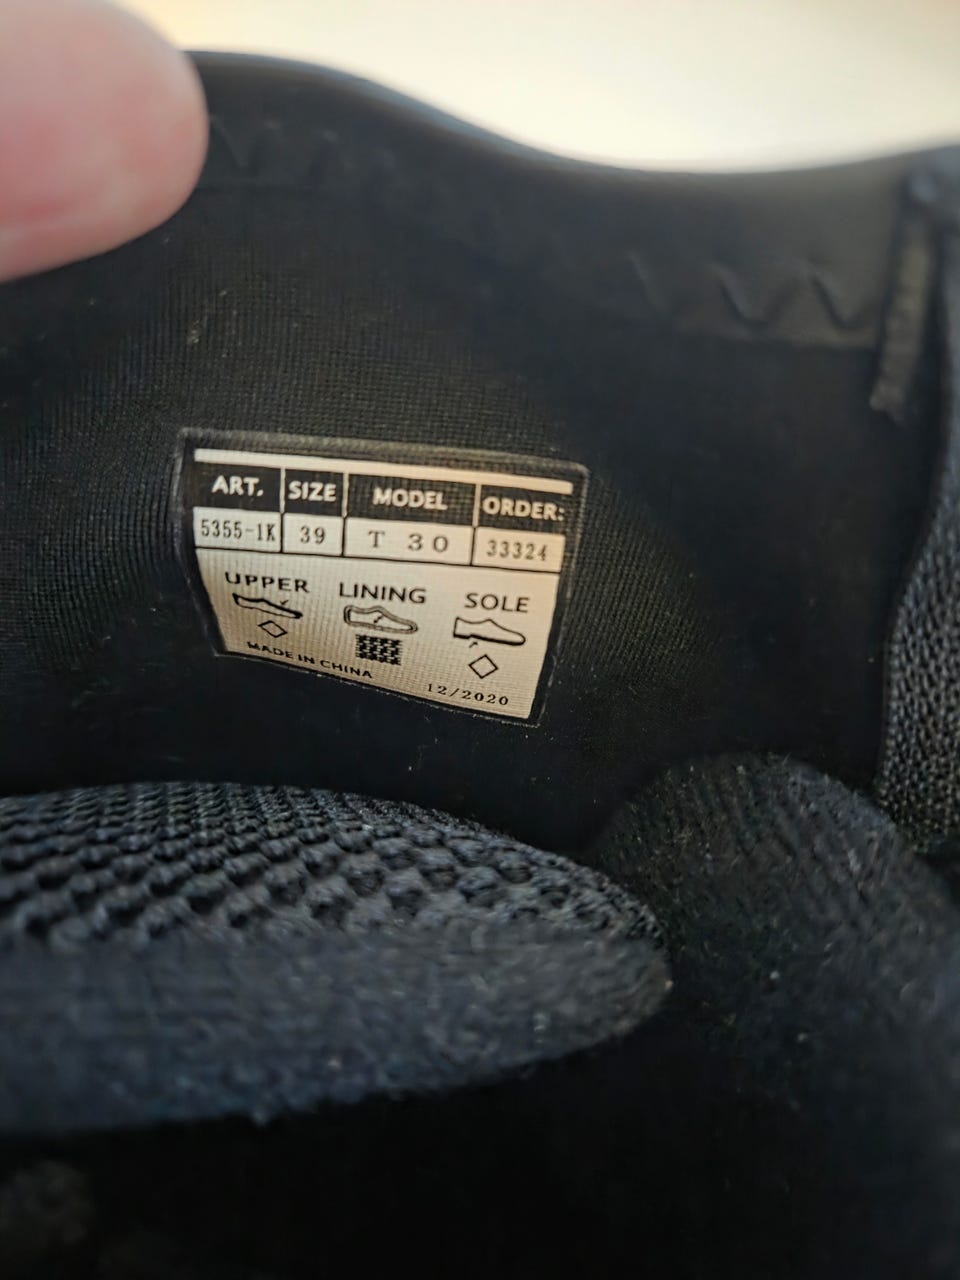 ART. SIZE MODEL ORDER:
5355-1K 39 T 30 33324
UPPER LINING SOLE
MADE IN CHINA
12/2020